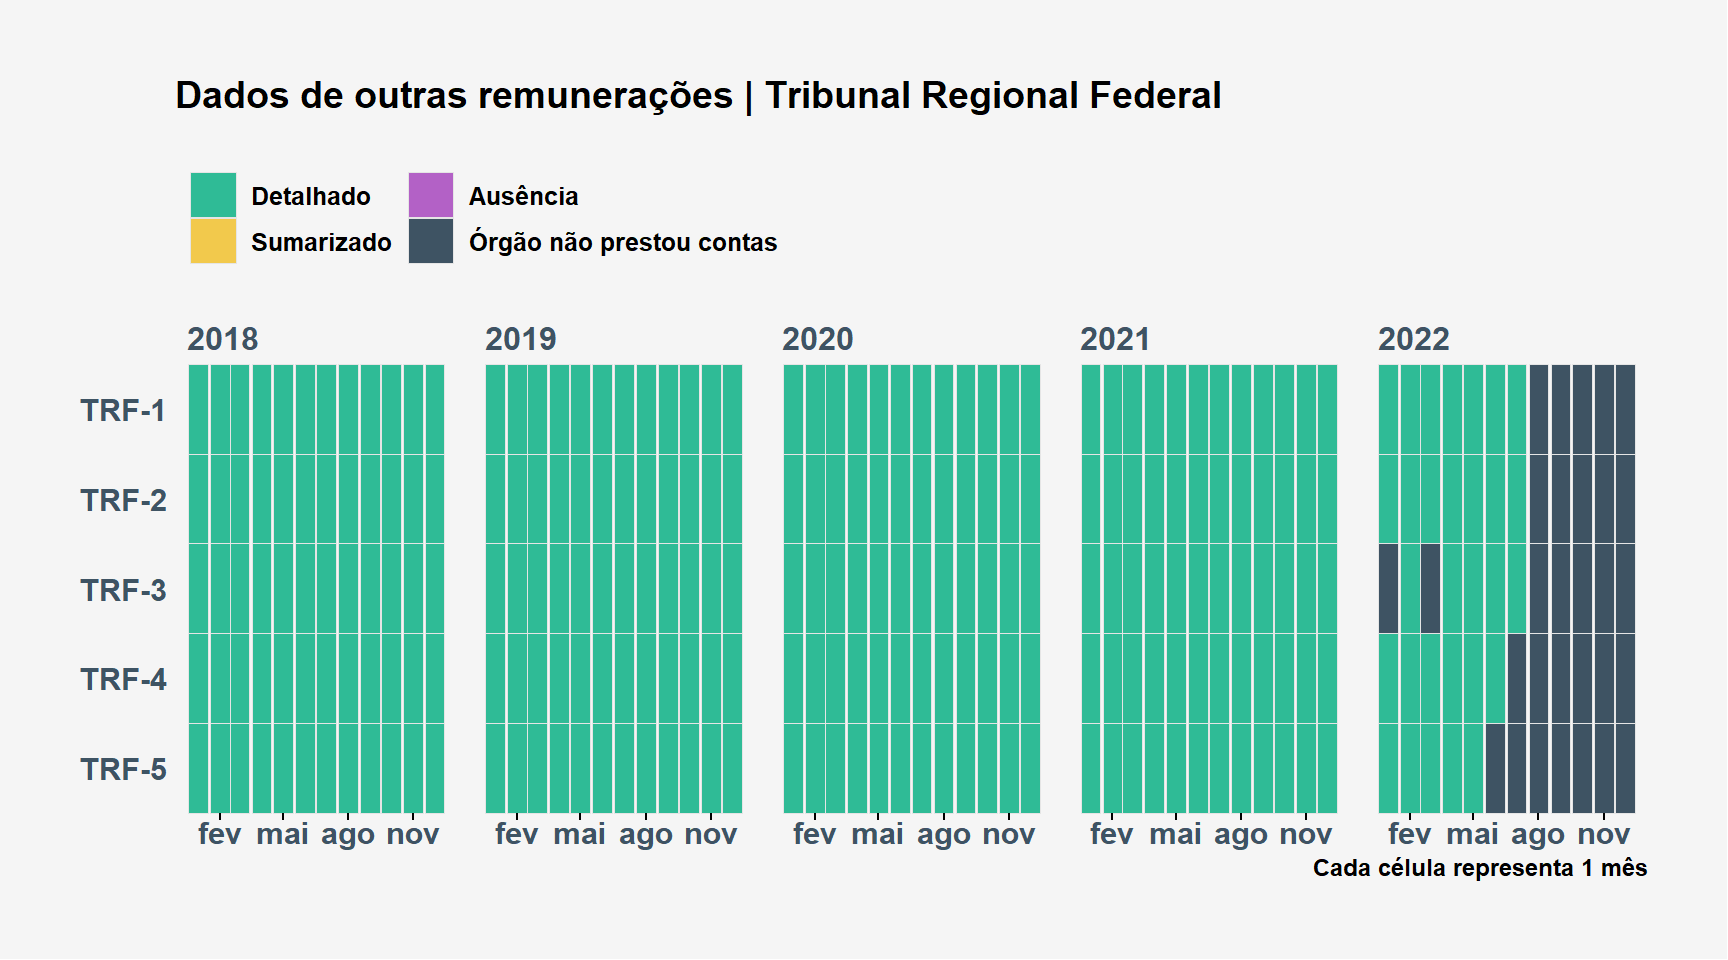 Dados de outras remunerações | Tribunal Regional Federal
Detalhado
Ausência
Sumarizado
Órgão não prestou contas
2018
2019
2020
2021
2022
TRF-1
TRF-2
TRF-3
TRF-4
TRF-5
fev mai ago nov
fev mai ago nov
fev mai ago nov
fev mai ago nov
fev mai ago nov
Cada célula representa 1 mês